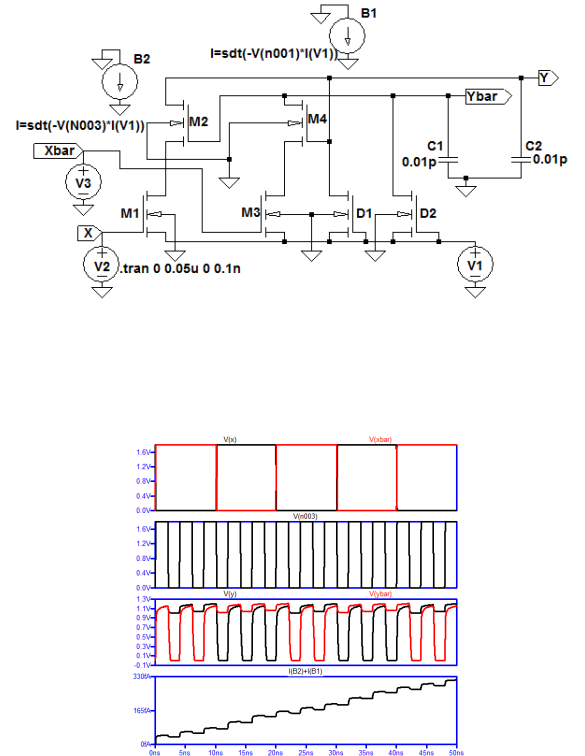 B1
B2
I=sdt(-V(n001)*I(V1))
Y
M2
M4
Ybar
I=sdt(-V(N003)*I(V1))
C1
C2
Xbar
0.01p
0.01p
V3
M1
M3
D1
D2
X
V2
.tran 0 0.05u 0 0.1n
V1
V(x) V(xbar)
1.6V
1.2V
0.8V
0.4V
0.0V
V(n003)
1.6V
1.2V
0.8V
0.4V
0.0V
V(y) V(ybar)
1.3V
1.1V
0.9V
0.7V
0.5V
0.3V
0.1V
-0.1V
I(B2)+I(B1)
330fA
165fA
0fA
0ns 5ns 10ns 15ns 20ns 25ns 30ns 35ns 40ns 45ns 50ns